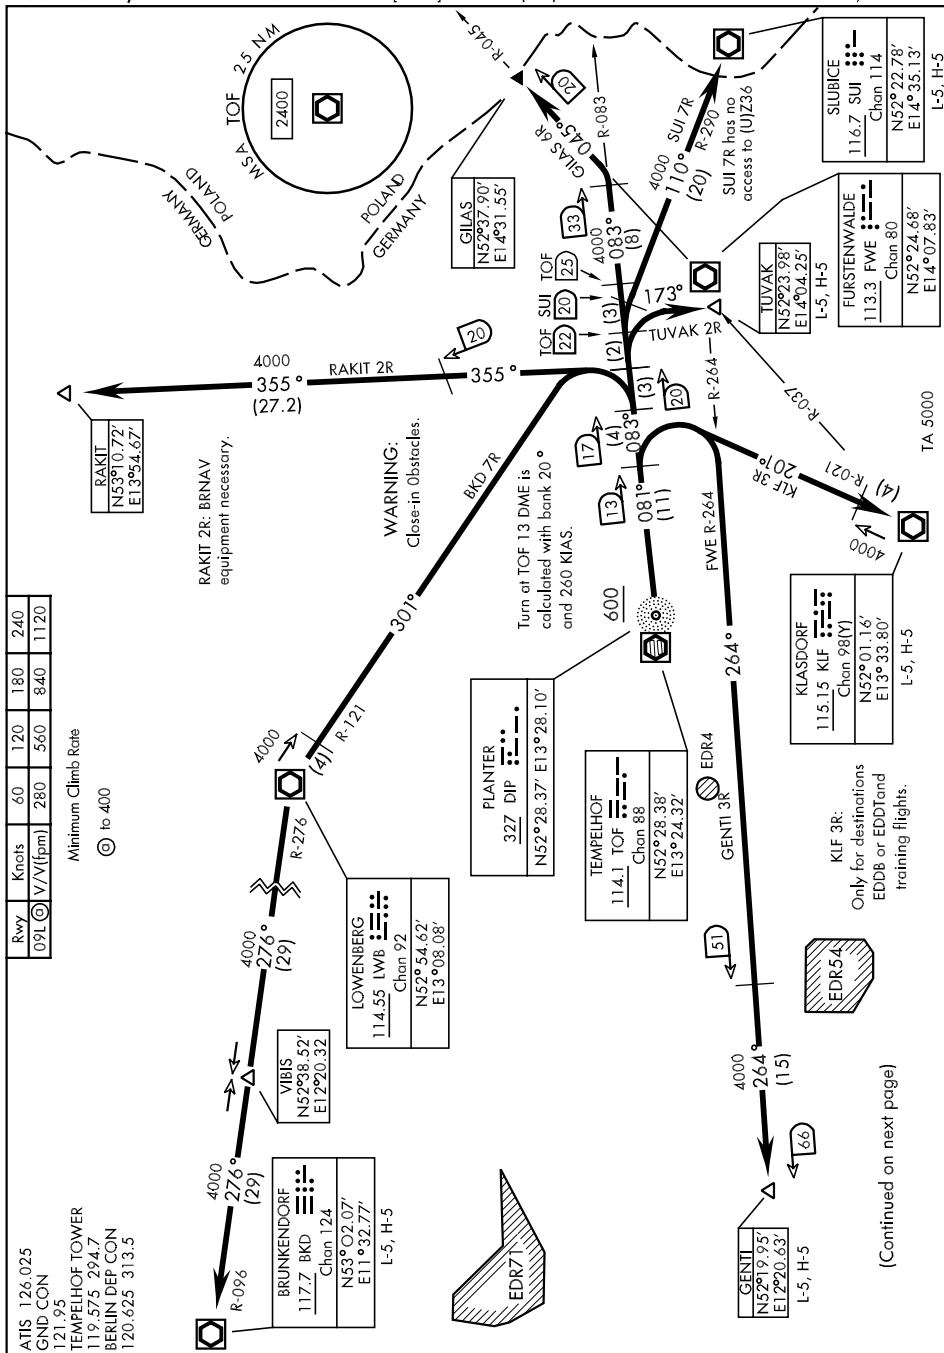 ATIS 126.025
GND CON
121.95
TEMPELHOF TOWER
119.575 294.7
BERLIN DEP CON
120.625 313.5
Rwy Knots 60 120 180 240
09L V/V(fpm) 280 560 840 1120
Minimum Climb Rate
to 400
RAKIT
N53°10.72'
E13°54.67'
RAKIT 2R: BRNAV
equipment necessary.
WARNING:
Close-in Obstacles.
4000
355°
(27.2)
RAKIT 2R
20
355°
GERMANY
POLAND
POLAND
GERMANY
MSA TOF 25 NM
2400
GILAS
N52°37.90'
E14°31.55'
R-045
20
045°
GILAS 6R
R-083
33
4000
083°
(8)
SUI 7R
R-290
4000
110°
(20)
SUI 7R has no
access to (U)Z36
SLUBICE
116.7 SUI
Chan 114
N52°22.78'
E14°35.13'
L-5, H-5
FURSTENWALDE
113.3 FWE
Chan 80
N52°24.68'
E14°07.83'
TUVAK
N52°23.98'
E14°04.25'
L-5, H-5
TOF
25
SUI
20
TOF
22
(3)
(2)
(3)
173°
TUVAK 2R
20
17
(4)
083°
13
081°
(11)
R-264
R-037
R-021
201°
KLF 3R
(4)
4000
TA 5000
KLASDORF
115.15 KLF
Chan 98(Y)
N52°01.16'
E13°33.80'
L-5, H-5
KLF 3R:
Only for destinations
EDDB or EDDTand
training flights.
Turn at TOF 13 DME is
calculated with bank 20°
and 260 KIAS.
600
PLANTER
327 DIP
N52°28.37' E13°28.10'
TEMPELHOF
114.1 TOF
Chan 88
N52°28.38'
E13°24.32'
FWE R-264
264°
EDR4
GENTI 3R
51
4000
264°
(15)
66
GENTI
N52°19.95'
E12°20.63'
L-5, H-5
EDR54
EDR71
BKD 7R
301°
R-121
(4)
4000
R-276
LOWENBERG
114.55 LWB
Chan 92
N52°54.62'
E13°08.08'
4000
276°
(29)
VIBIS
N52°38.52'
E12°20.32
4000
276°
(29)
R-096
BRUNKENDORF
117.7 BKD
Chan 124
N53°02.07'
E11°32.77'
L-5, H-5
(Continued on next page)